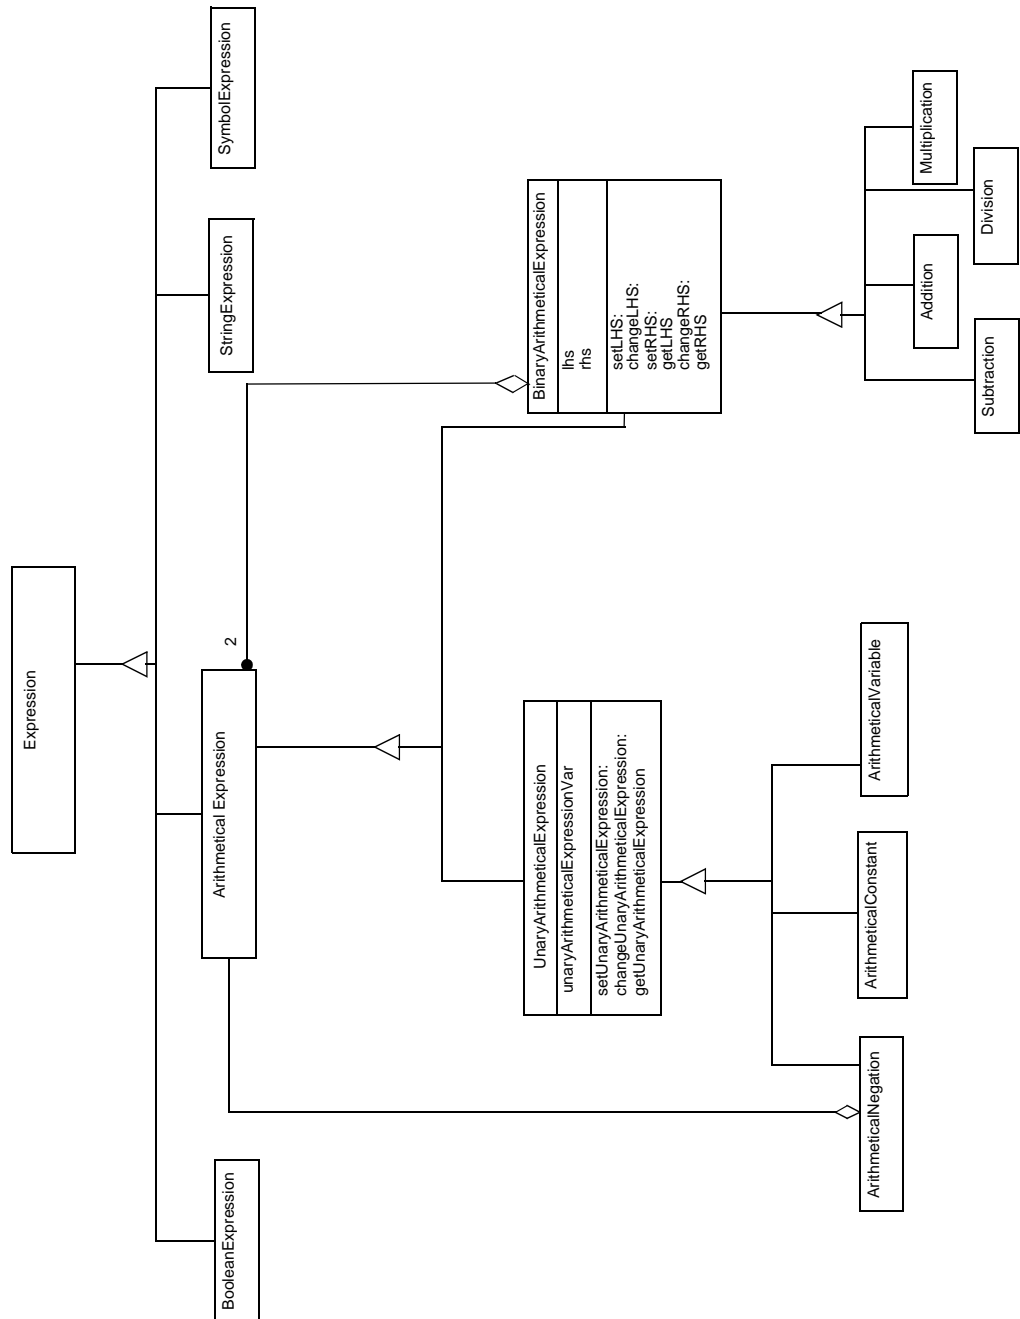 Expression
BooleanExpression
Arithmetical Expression
2
StringExpression
SymbolExpression
UnaryArithmeticalExpression
unaryArithmeticalExpressionVar
setUnaryArithmeticalExpression:
changeUnaryArithmeticalExpression:
getUnaryArithmeticalExpression
BinaryArithmeticalExpression
lhs
rhs
setLHS:
changeLHS:
setRHS:
getLHS
changeRHS:
getRHS
ArithmeticalNegation
ArithmeticalConstant
ArithmeticalVariable
Subtraction
Addition
Division
Multiplication